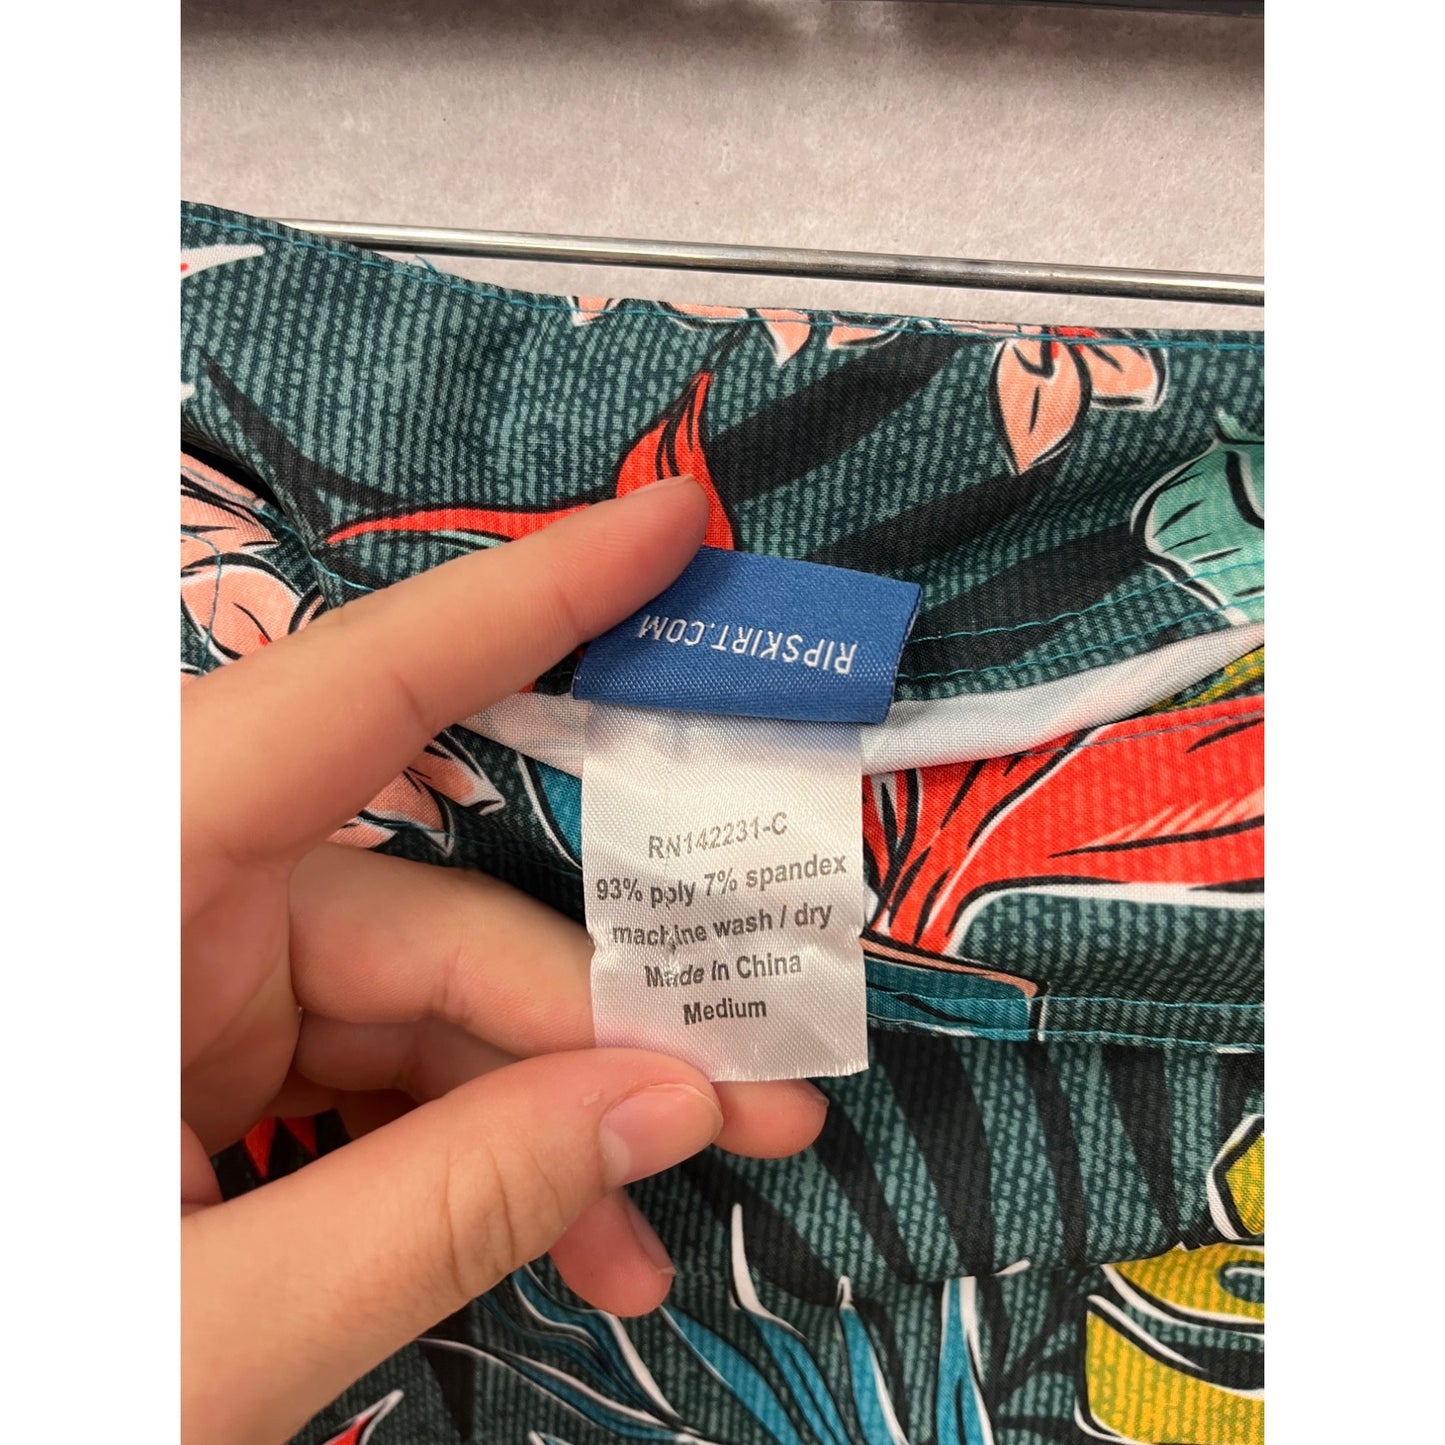 RIPSKIRT.COM
RN142231-C
93% poly 7% spandex
machine wash / dry
Made In China
Medium